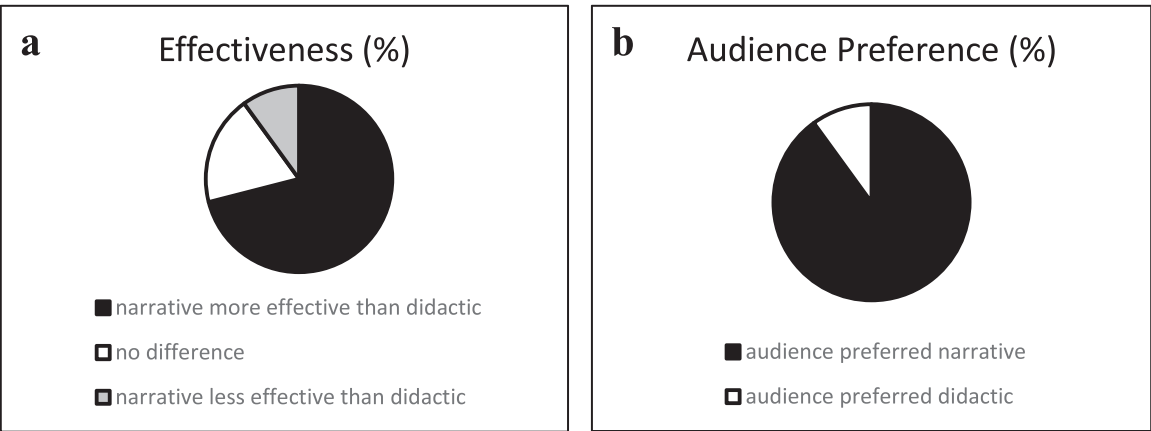 a
Effectiveness (%)
narrative more effective than didactic
no difference
narrative less effective than didactic
b
Audience Preference (%)
audience preferred narrative
audience preferred didactic